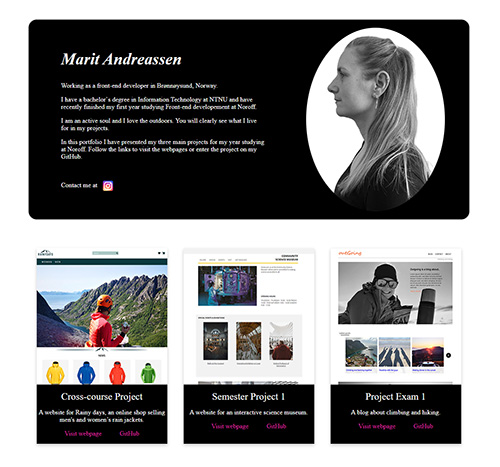 Marit Andreassen
Working as a front-end developer in Brønnøysund, Norway.
I have a bachelor's degree in Information Technology at NTNU and have
recently finished my first year studying Front-end developement at Noroff.
I am an active soul and I love the outdoors. You will clearly see what I live
for in my projects.
In this portfolio I have presented my three main projects for my year studying
at Noroff. Follow the links to visit the webpages or enter the project on my
GitHub.
Contact me at
Cross-course Project
A website for Rainy days, an online shop selling
men's and women's rain jackets.
Visit webpage GitHub
Semester Project 1
A website for an interactive science museum.
Visit webpage GitHub
Project Exam 1
A blog about climbing and hiking.
Visit webpage GitHub